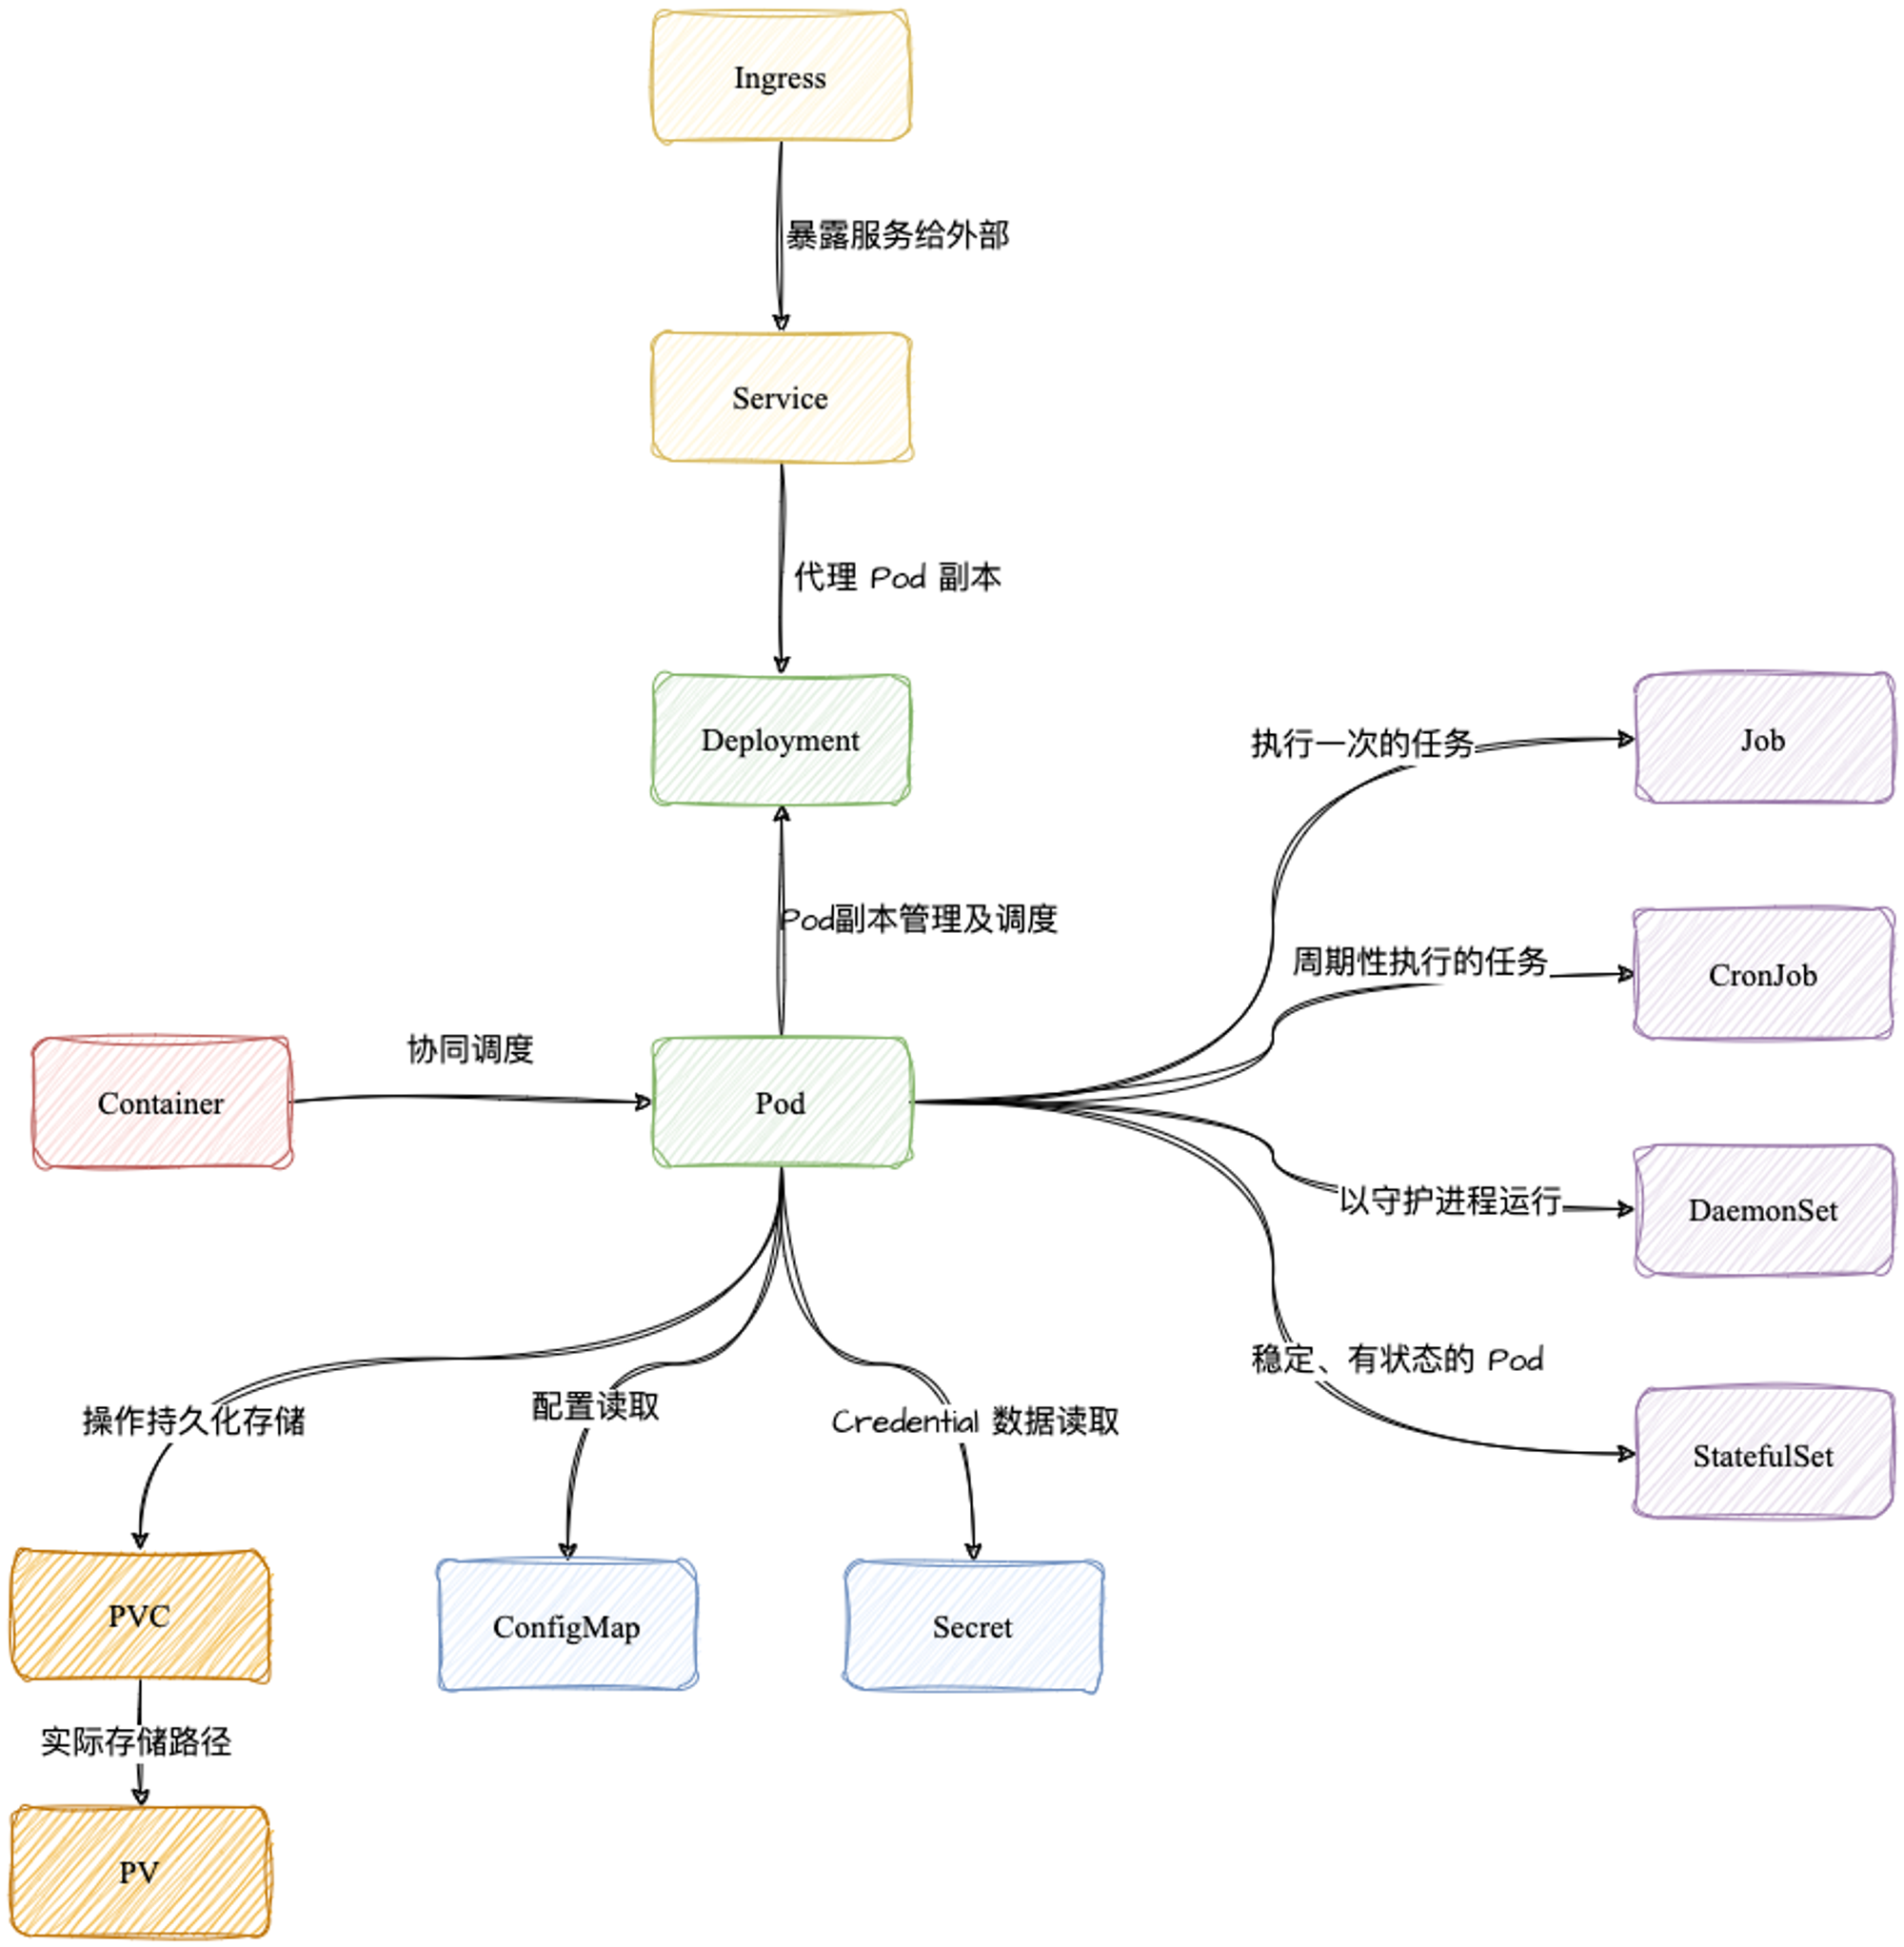 Ingress
暴露服务给外部
Service
代理 Pod 副本
Deployment
执行一次的任务
Job
Pod副本管理及调度
周期性执行的任务
CronJob
协同调度
Container
Pod
以守护进程运行
DaemonSet
稳定、有状态的 Pod
操作持久化存储
配置读取
Credential 数据读取
StatefulSet
PVC
ConfigMap
Secret
实际存储路径
PV